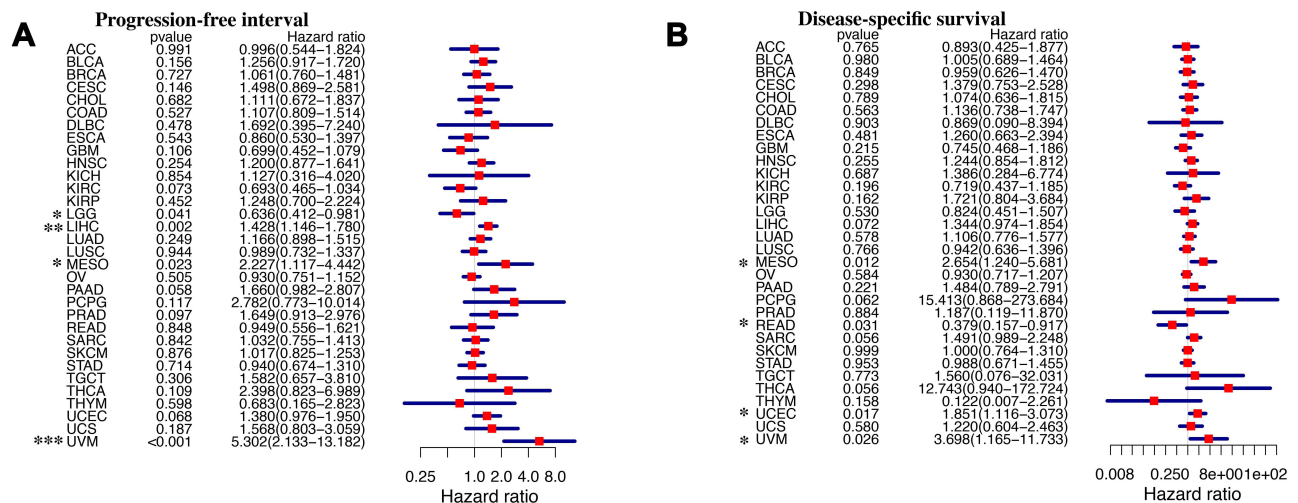 A
Progression-free interval
pvalue Hazard ratio
ACC 0.991 0.996(0.544−1.824)
BLCA 0.156 1.256(0.917−1.720)
BRCA 0.727 1.061(0.760−1.481)
CESC 0.146 1.498(0.869−2.581)
CHOL 0.682 1.111(0.672−1.837)
COAD 0.527 1.107(0.809−1.514)
DLBC 0.478 1.692(0.395−7.240)
ESCA 0.543 0.860(0.530−1.397)
GBM 0.106 0.699(0.452−1.079)
HNSC 0.254 1.200(0.877−1.641)
KICH 0.854 1.127(0.316−4.020)
KIRC 0.073 0.693(0.465−1.034)
KIRP 0.452 1.248(0.700−2.224)
* LGG 0.041 0.636(0.412−0.981)
** LIHC 0.002 1.428(1.146−1.780)
LUAD 0.249 1.166(0.898−1.515)
LUSC 0.944 0.989(0.732−1.337)
* MESO 0.023 2.227(1.117−4.442)
OV 0.505 0.930(0.751−1.152)
PAAD 0.058 1.660(0.982−2.807)
PCPG 0.117 2.782(0.773−10.014)
PRAD 0.097 1.649(0.913−2.976)
READ 0.848 0.949(0.556−1.621)
SARC 0.842 1.032(0.755−1.413)
SKCM 0.876 1.017(0.825−1.253)
STAD 0.714 0.940(0.674−1.310)
TGCT 0.306 1.582(0.657−3.810)
THCA 0.109 2.398(0.823−6.989)
THYM 0.598 0.683(0.165−2.823)
UCEC 0.068 1.380(0.976−1.950)
UCS 0.187 1.568(0.803−3.059)
*** UVM <0.001 5.302(2.133−13.182)
0.25 1.0 2.0 4.0 8.0
Hazard ratio
B
Disease-specific survival
pvalue Hazard ratio
ACC 0.765 0.893(0.425−1.877)
BLCA 0.980 1.005(0.689−1.464)
BRCA 0.849 0.959(0.626−1.470)
CESC 0.298 1.379(0.753−2.528)
CHOL 0.789 1.074(0.636−1.815)
COAD 0.563 1.136(0.738−1.747)
DLBC 0.903 0.869(0.090−8.394)
ESCA 0.481 1.260(0.663−2.394)
GBM 0.215 0.745(0.468−1.186)
HNSC 0.255 1.244(0.854−1.812)
KICH 0.687 1.386(0.284−6.774)
KIRC 0.196 0.719(0.437−1.185)
KIRP 0.162 1.721(0.804−3.684)
LGG 0.530 0.824(0.451−1.507)
LIHC 0.072 1.344(0.974−1.854)
LUAD 0.578 1.106(0.776−1.577)
LUSC 0.766 0.942(0.636−1.396)
* MESO 0.012 2.654(1.240−5.681)
OV 0.584 0.930(0.717−1.207)
PAAD 0.221 1.484(0.789−2.791)
PCPG 0.062 15.413(0.868−273.684)
PRAD 0.884 1.187(0.119−11.870)
* READ 0.031 0.379(0.157−0.917)
SARC 0.056 1.491(0.989−2.248)
SKCM 0.999 1.000(0.764−1.310)
STAD 0.953 0.988(0.671−1.455)
TGCT 0.773 1.560(0.076−32.031)
THCA 0.056 12.743(0.940−172.724)
THYM 0.158 0.122(0.007−2.261)
* UCEC 0.017 1.851(1.116−3.073)
UCS 0.580 1.220(0.604−2.463)
* UVM 0.026 3.698(1.165−11.733)
0.008 0.250 8e+001e+02
Hazard ratio